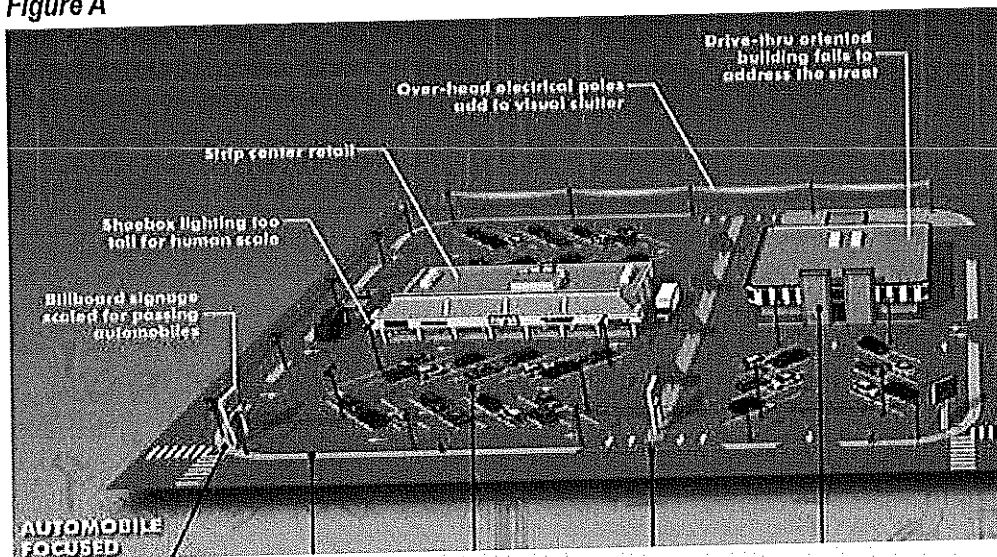 Figure A
Drive-thru oriented
building fails to
address the street
Over-head electrical poles
add to visual clutter
Strip center retail
Shoebox lighting too
tall for human scale
Billboard signage
scaled for passing
automobiles
AUTOMOBILE
FOCUSED